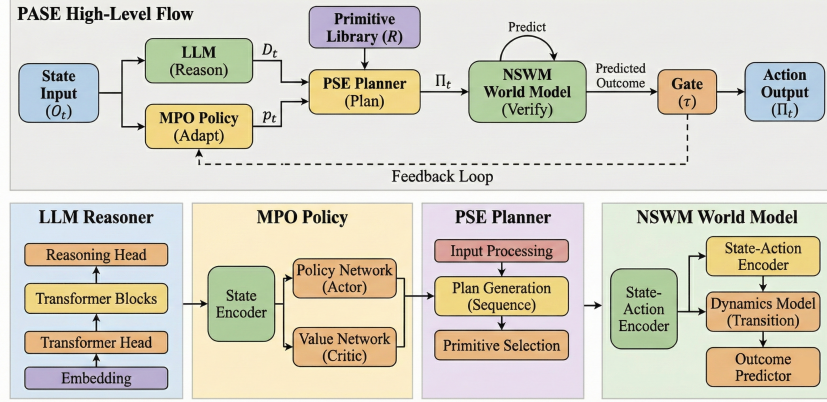 PASE High-Level Flow
State
Input
(O_t)
LLM
(Reason)
MPO Policy
(Adapt)
D_t
p_t
Primitive
Library (R)
PSE Planner
(Plan)
Π_t
Predict
NSWM
World Model
(Verify)
Predicted
Outcome
Gate
(τ)
Action
Output
(Π_t)
Feedback Loop
LLM Reasoner
Reasoning Head
Transformer Blocks
Transformer Head
Embedding
MPO Policy
State
Encoder
Policy Network
(Actor)
Value Network
(Critic)
PSE Planner
Input Processing
Plan Generation
(Sequence)
Primitive Selection
NSWM World Model
State-
Action
Encoder
State-Action
Encoder
Dynamics Model
(Transition)
Outcome
Predictor